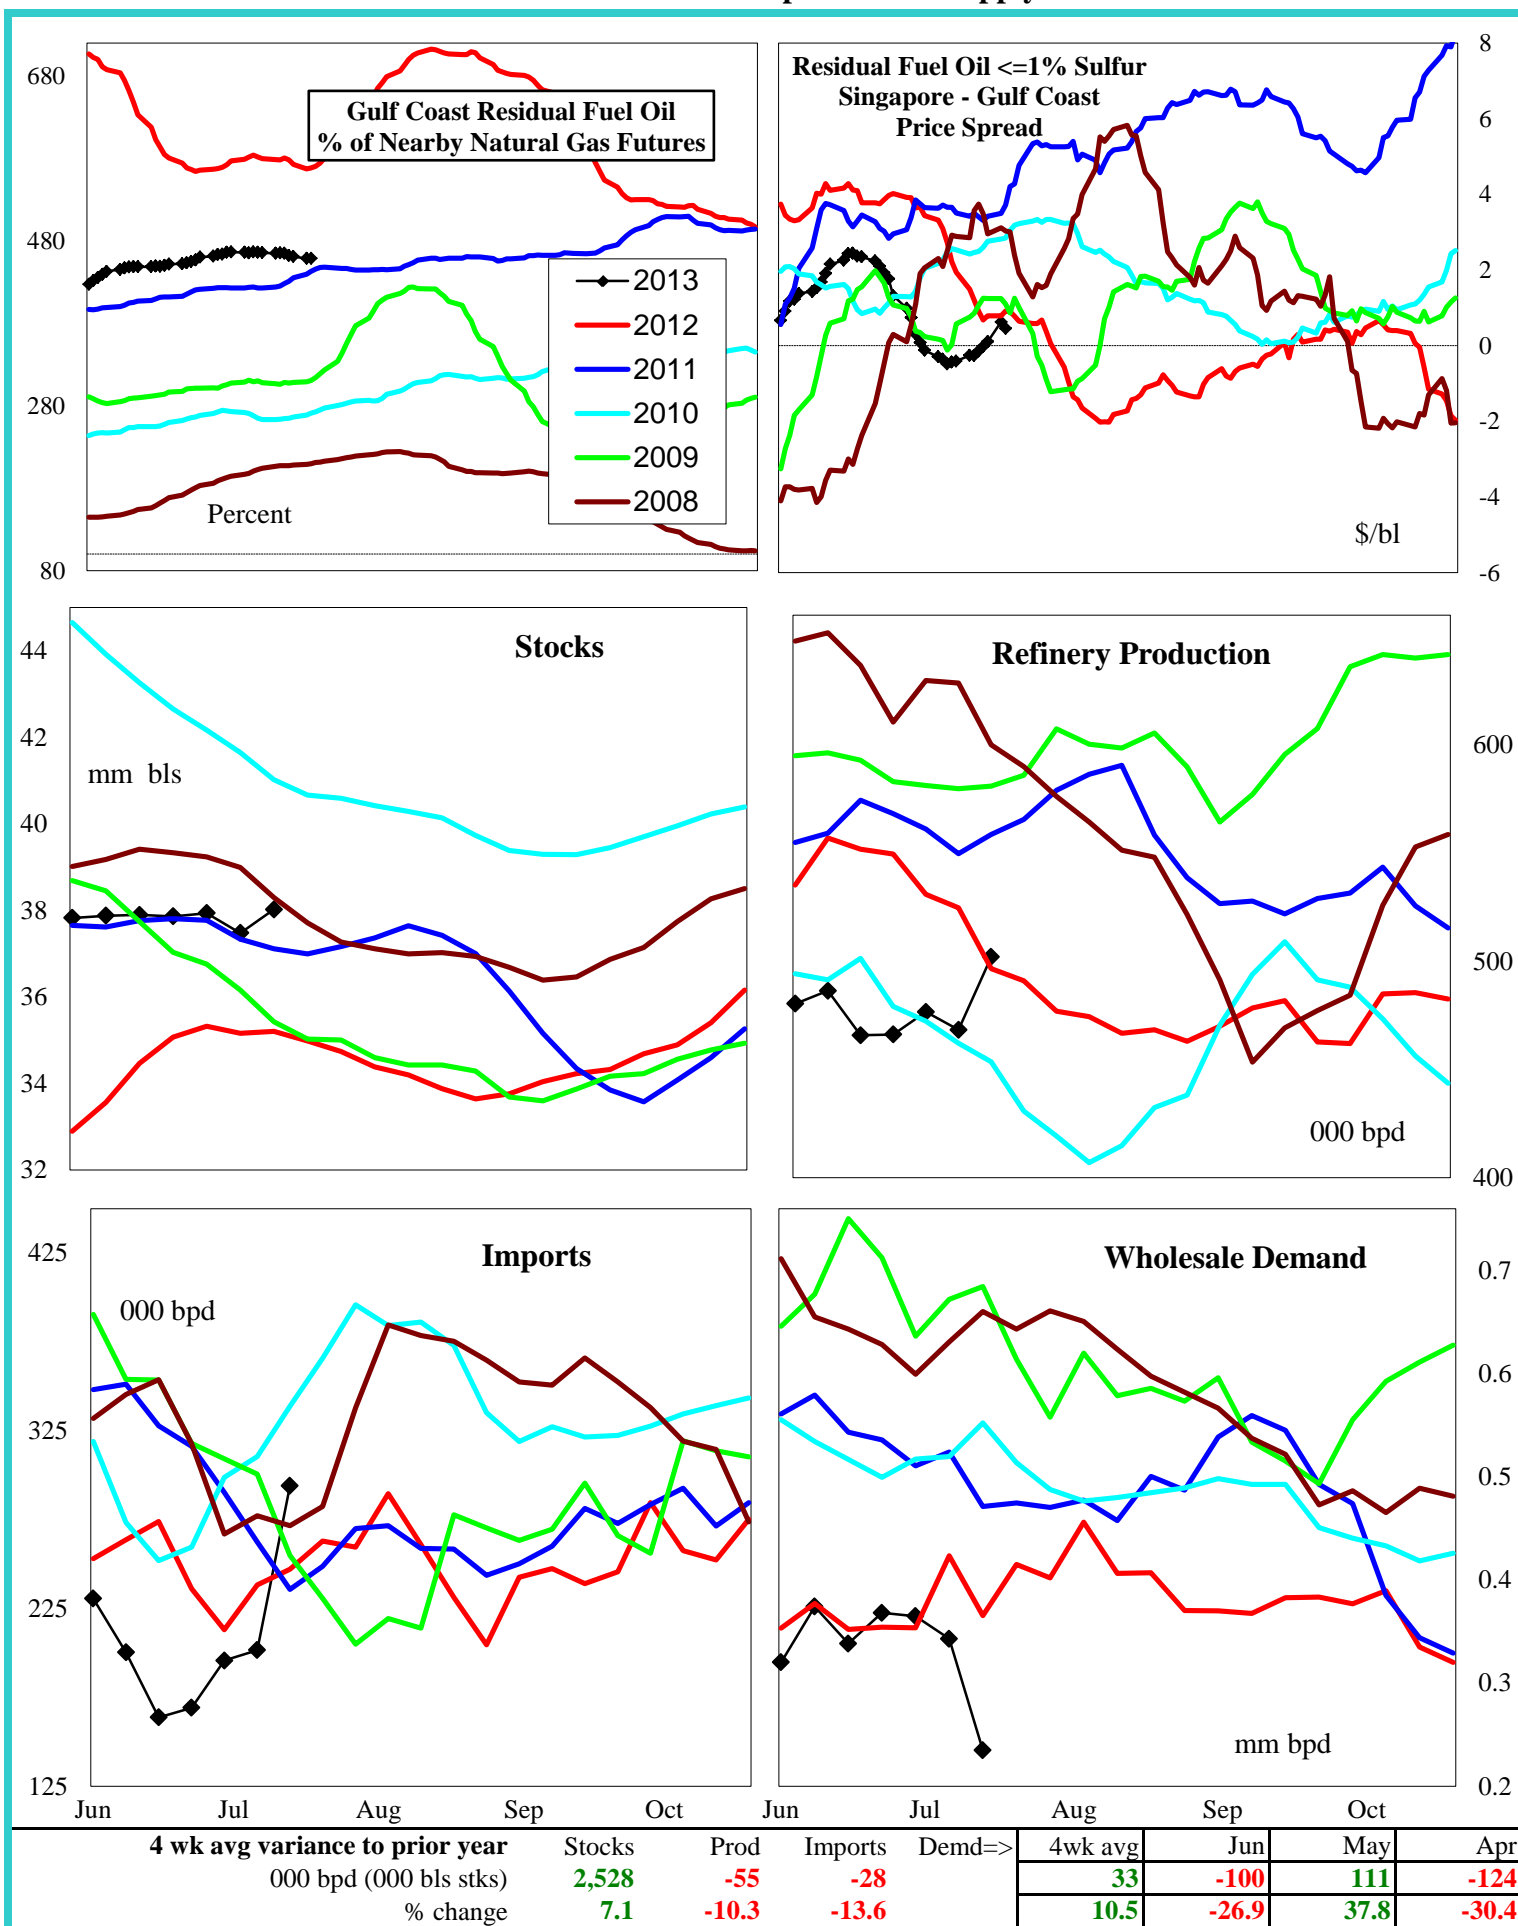 680
480
280
80
Gulf Coast Residual Fuel Oil
% of Nearby Natural Gas Futures
2013
2012
2011
2010
2009
2008
Percent
Residual Fuel Oil <=1% Sulfur
Singapore - Gulf Coast
Price Spread
8
6
4
2
0
-2
-4
-6
$/bl
Stocks
mm bls
44
42
40
38
36
34
32
Refinery Production
600
500
400
000 bpd
Imports
000 bpd
425
325
225
125
Jun Jul Aug Sep Oct
Wholesale Demand
0.7
0.6
0.5
0.4
0.3
0.2
mm bpd
Jun Jul Aug Sep Oct
4 wk avg variance to prior year Stocks Prod Imports Demd=> 4wk avg Jun May Apr
000 bpd (000 bls stks) 2,528 -55 -28 33 -100 111 -124
% change 7.1 -10.3 -13.6 10.5 -26.9 37.8 -30.4